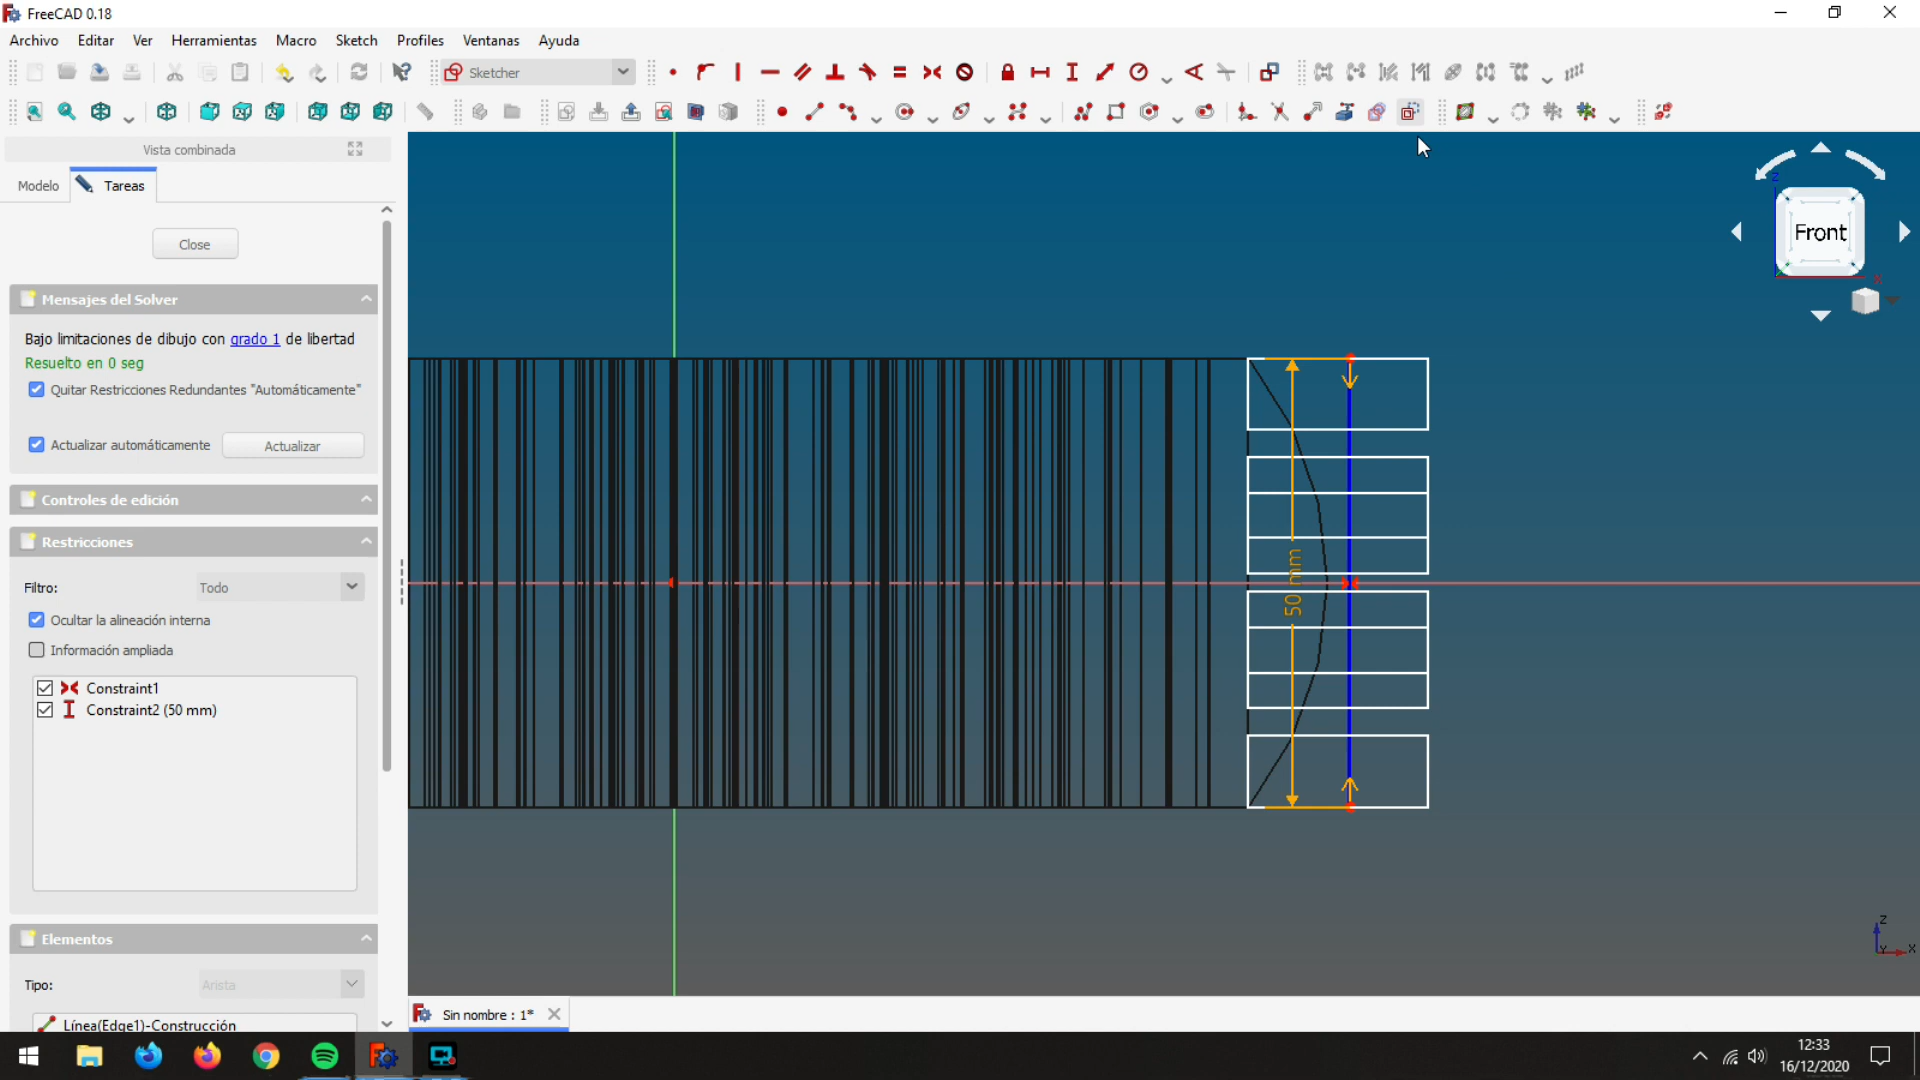 FreeCAD 0.18
Archivo Editar Ver Herramientas Macro Sketch Profiles Ventanas Ayuda
Sketcher
Vista combinada
Modelo Tareas
Close
Mensajes del Solver
Bajo limitaciones de dibujo con grado 1 de libertad
Resuelto en 0 seg
Quitar Restricciones Redundantes "Automáticamente"
Actualizar automáticamente Actualizar
Controles de edición
Restricciones
Filtro: Todo
Ocultar la alineación interna
Información ampliada
Constraint1
Constraint2 (50 mm)
Elementos
Tipo: Arista
Línea(Edge1)-Construcción
50 mm
Front
Z
X
Z
Y
X
Sin nombre : 1*
12:33
16/12/2020